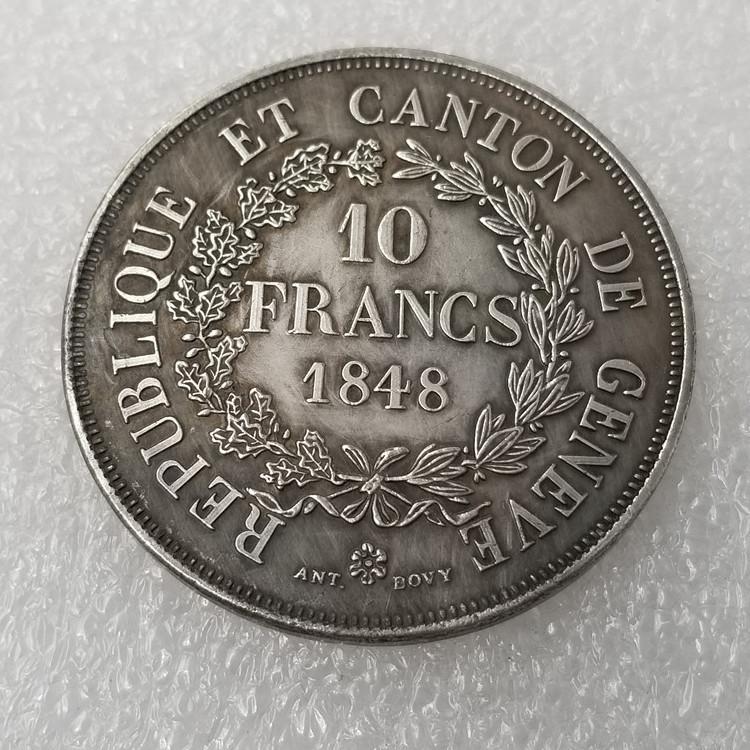 REPUBLIQUE ET CANTON DE GENEVE
10
FRANCS
1848
ANT. BOVY